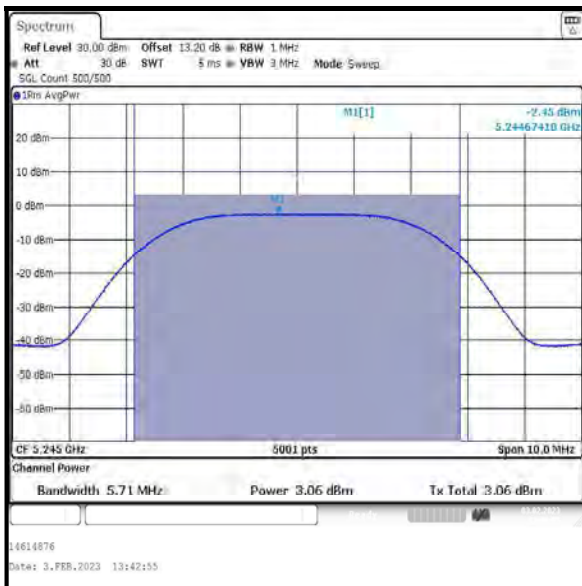 Spectrum
Ref Level 30.00 dBm Offset 13.20 dB RBW 1 MHz
Att 30 dB SWT 5 ms VBW 3 MHz Mode Sweep
SGL Count 500/500
1Rm AvgPwr
M1[1] -2.45 dBm
5.24467410 GHz
20 dBm
10 dBm
0 dBm
M1
-10 dBm
-20 dBm
-30 dBm
-40 dBm
-50 dBm
-60 dBm
CF 5.245 GHz 5001 pts Span 10.0 MHz
Channel Power
Bandwidth 5.71 MHz Power 3.06 dBm Tx Total 3.06 dBm
14614876
Date: 3.FEB.2023 13:42:55